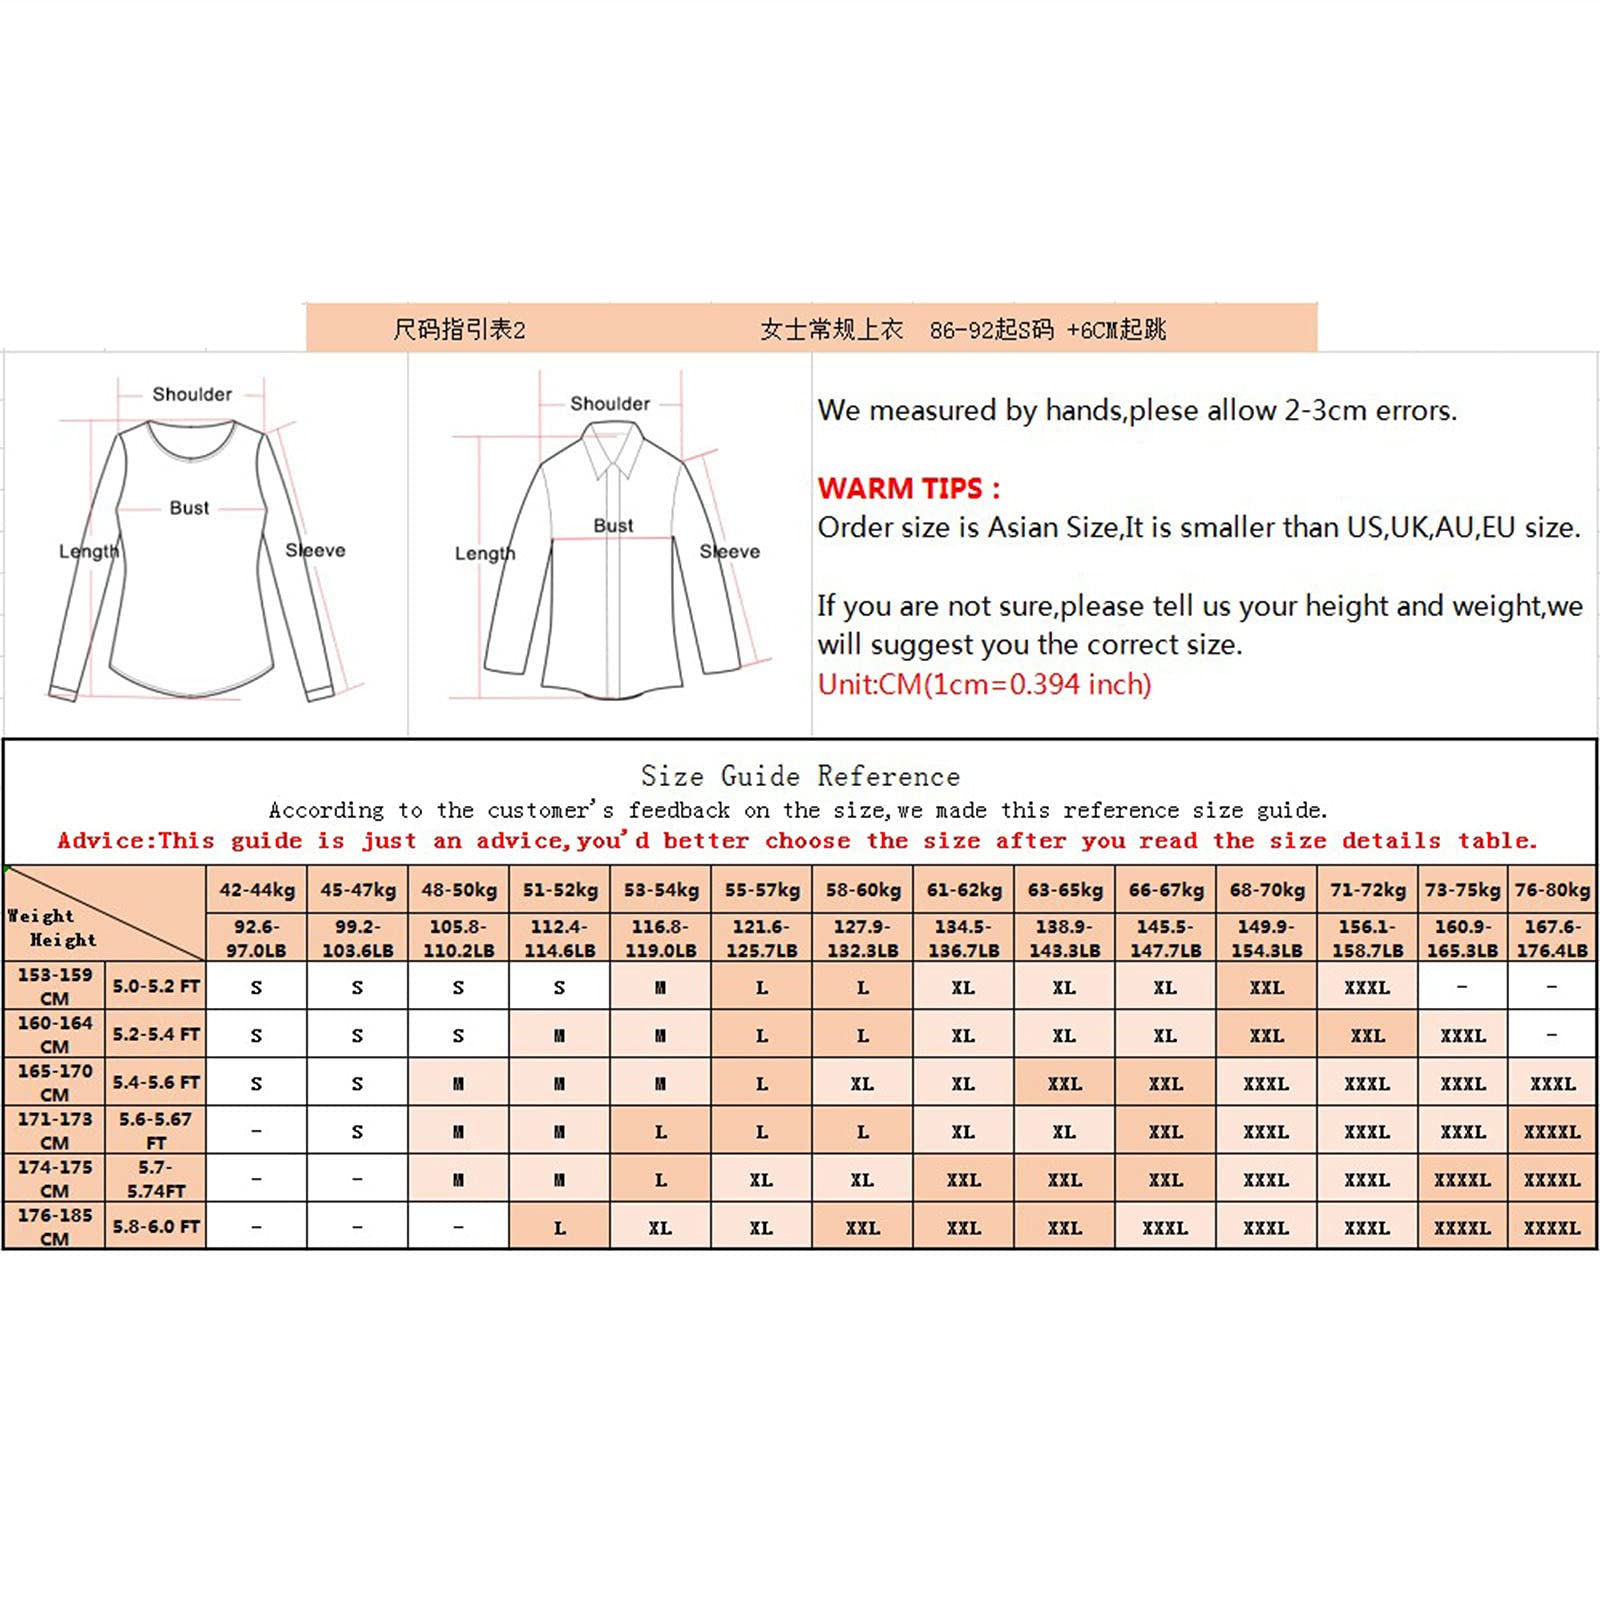 尺码指引表2 女士常规上衣 86-92起S码 +6CM起跳
Shoulder
Bust
Length
Sleeve
Shoulder
Bust
Length
Sleeve
We measured by hands,plese allow 2-3cm errors.
WARM TIPS :
Order size is Asian Size,It is smaller than US,UK,AU,EU size.
If you are not sure,please tell us your height and weight,we
will suggest you the correct size.
Unit:CM(1cm=0.394 inch)
Size Guide Reference
According to the customer's feedback on the size,we made this reference size guide.
Advice:This guide is just an advice,you'd better choose the size after you read the size details table.
Weight
Height
42-44kg 45-47kg 48-50kg 51-52kg 53-54kg 55-57kg 58-60kg 61-62kg 63-65kg 66-67kg 68-70kg 71-72kg 73-75kg 76-80kg
92.6- 99.2- 105.8- 112.4- 116.8- 121.6- 127.9- 134.5- 138.9- 145.5- 149.9- 156.1- 160.9- 167.6-
97.0LB 103.6LB 110.2LB 114.6LB 119.0LB 125.7LB 132.3LB 136.7LB 143.3LB 147.7LB 154.3LB 158.7LB 165.3LB 176.4LB
153-159
CM
5.0-5.2 FT S S S S M L L XL XL XL XXL XXXL - -
160-164
CM
5.2-5.4 FT S S S M M L L XL XL XL XXL XXL XXXL -
165-170
CM
5.4-5.6 FT S S M M M L XL XL XXL XXL XXXL XXXL XXXL XXXL
171-173
CM
5.6-5.67
FT
- S M M L L L XL XL XXL XXXL XXXL XXXL XXXXL
174-175
CM
5.7-
5.74FT
- - M M L XL XL XXL XXL XXL XXXL XXXL XXXXL XXXXL
176-185
CM
5.8-6.0 FT - - - L XL XL XXL XXL XXL XXXL XXXL XXXL XXXXL XXXXL